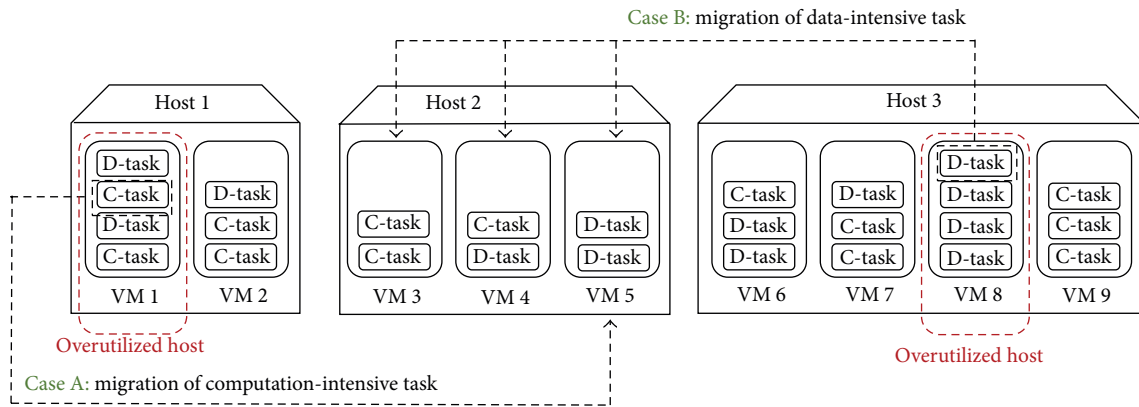 Case B: migration of data-intensive task
Host 1
Host 2
Host 3
D-task
C-task
D-task
C-task
D-task
C-task
C-task
C-task
C-task
C-task
D-task
D-task
D-task
C-task
D-task
D-task
D-task
C-task
C-task
D-task
D-task
D-task
D-task
C-task
C-task
C-task
VM 1
VM 2
VM 3
VM 4
VM 5
VM 6
VM 7
VM 8
VM 9
Overutilized host
Overutilized host
Case A: migration of computation-intensive task